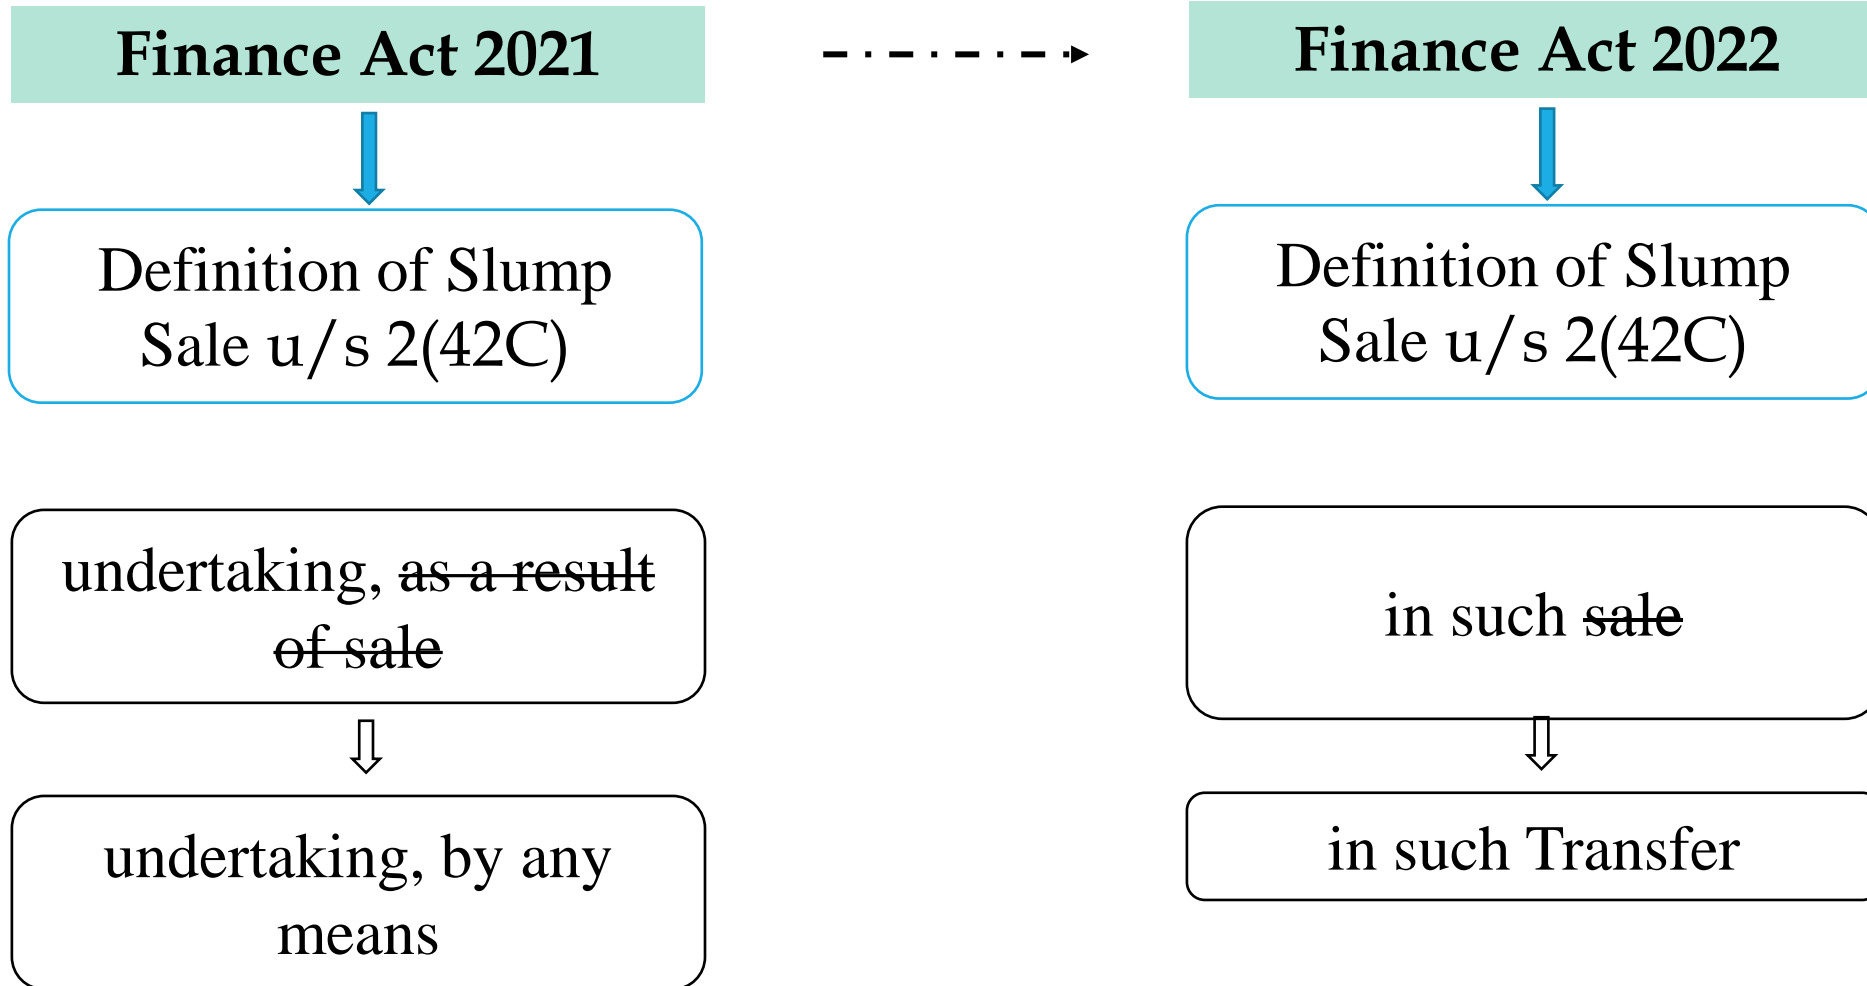 Finance Act 2021
Definition of Slump
Sale u/s 2(42C)
undertaking, as a result
of sale
undertaking, by any
means
Finance Act 2022
Definition of Slump
Sale u/s 2(42C)
in such sale
in such Transfer